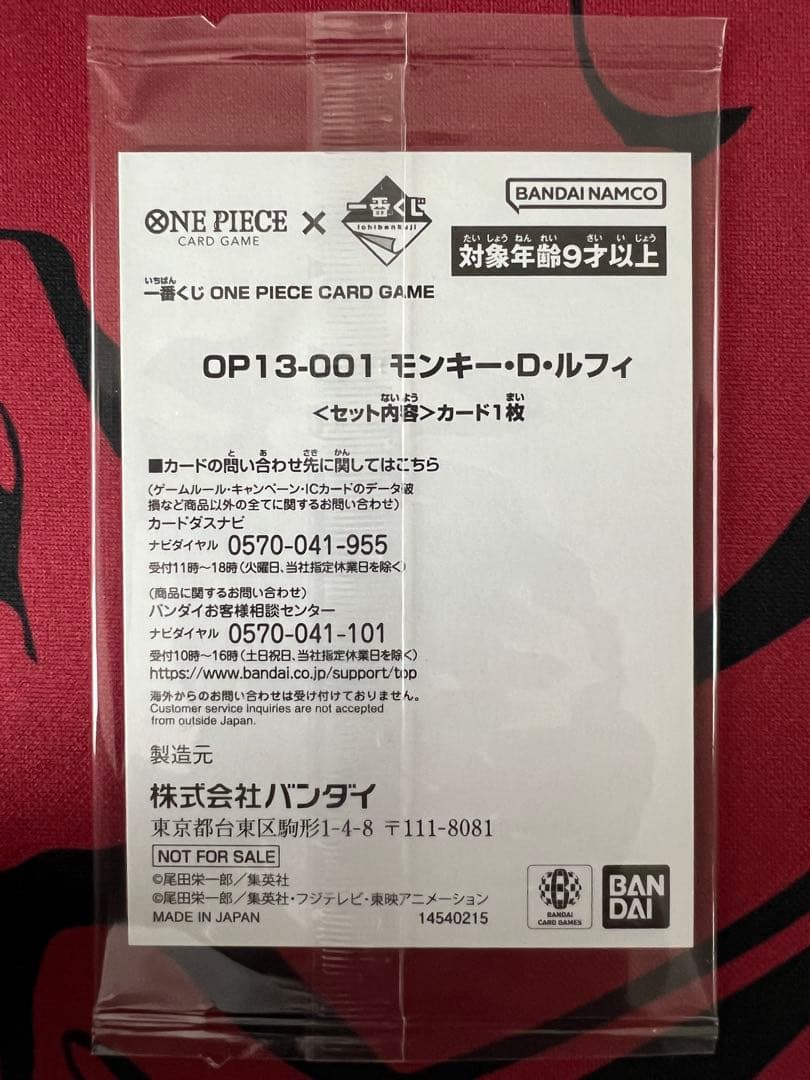 ONE PIECE CARD GAME × 一番くじ ichibankuji
BANDAI NAMCO
たいしょうねんれい さいいじょう
対象年齢9才以上
いちばん
一番くじ ONE PIECE CARD GAME
OP13-001 モンキー・D・ルフィ
ないよう まい
<セット内容>カード1枚
と あ さき かん
■カードの問い合わせ先に関してはこちら
(ゲームルール・キャンペーン・ICカードのデータ破
損など商品以外の全てに関するお問い合わせ)
カードダスナビ
ナビダイヤル 0570-041-955
受付11時~18時(火曜日、当社指定休業日を除く)
(商品に関するお問い合わせ)
バンダイお客様相談センター
ナビダイヤル 0570-041-101
受付10時~16時(土日祝日、当社指定休業日を除く)
https://www.bandai.co.jp/support/top
海外からのお問い合わせは受け付けておりません。
Customer service inquiries are not accepted
from outside Japan.
製造元
株式会社バンダイ
東京都台東区駒形1-4-8 〒111-8081
NOT FOR SALE
©尾田栄一郎/集英社
©尾田栄一郎/集英社・フジテレビ・東映アニメーション
MADE IN JAPAN 14540215
BANDAI
CARD GAMES
BAN
DAI